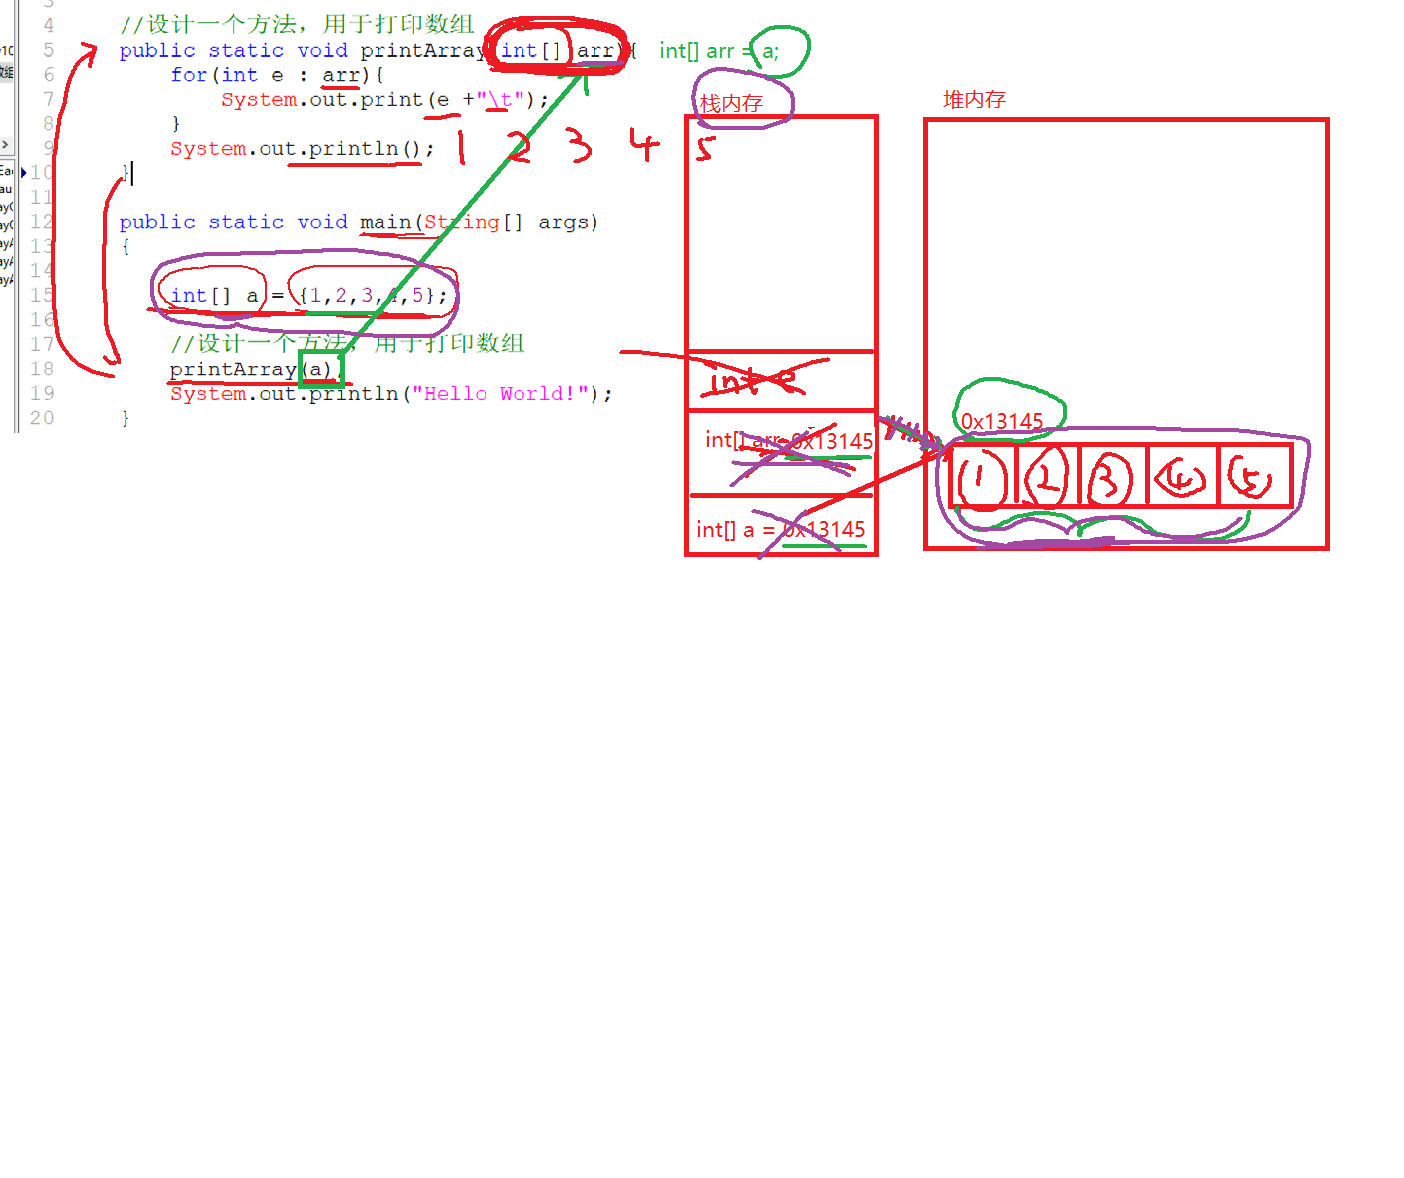 4 //设计一个方法，用于打印数组
5 public static void printArray(int[] arr){ int[] arr = a;
6 for(int e : arr){
7 System.out.print(e +"\t");
8 }
9 System.out.println(); 1 2 3 4 5
10 }
11
12 public static void main(String[] args)
13 {
14
15 int[] a = {1,2,3,4,5};
16
17 //设计一个方法，用于打印数组
18 printArray(a);
19 System.out.println("Hello World!");
20 }
栈内存
int e
int[] arr 0x13145
int[] a = 0x13145
堆内存
0x13145
1 2 3 4 5